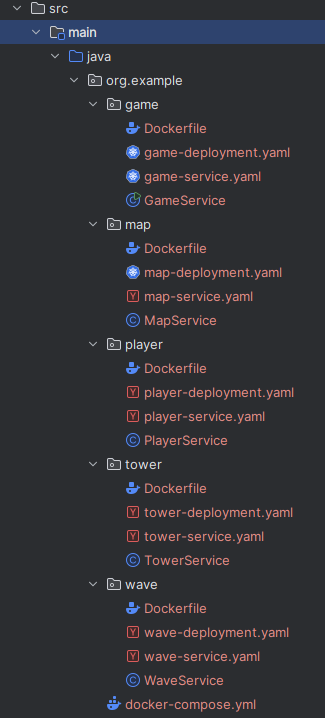 src
main
java
org.example
game
Dockerfile
game-deployment.yaml
game-service.yaml
GameService
map
Dockerfile
map-deployment.yaml
map-service.yaml
MapService
player
Dockerfile
player-deployment.yaml
player-service.yaml
PlayerService
tower
Dockerfile
tower-deployment.yaml
tower-service.yaml
TowerService
wave
Dockerfile
wave-deployment.yaml
wave-service.yaml
WaveService
docker-compose.yml